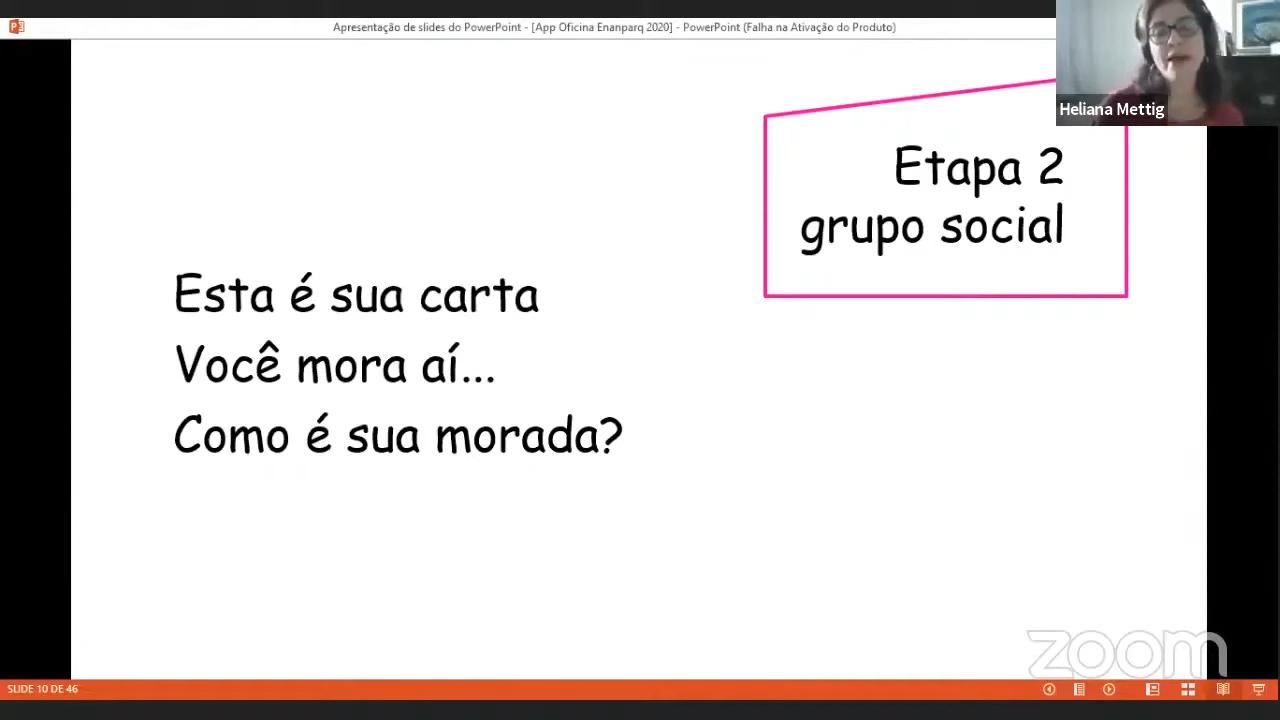 Apresentação de slides do PowerPoint - [App Oficina Enanparq 2020] - PowerPoint (Falha na Ativação do Produto)
Heliana Mettig
Etapa 2
grupo social
Esta é sua carta
Você mora aí...
Como é sua morada?
zoom
SLIDE 10 DE 46